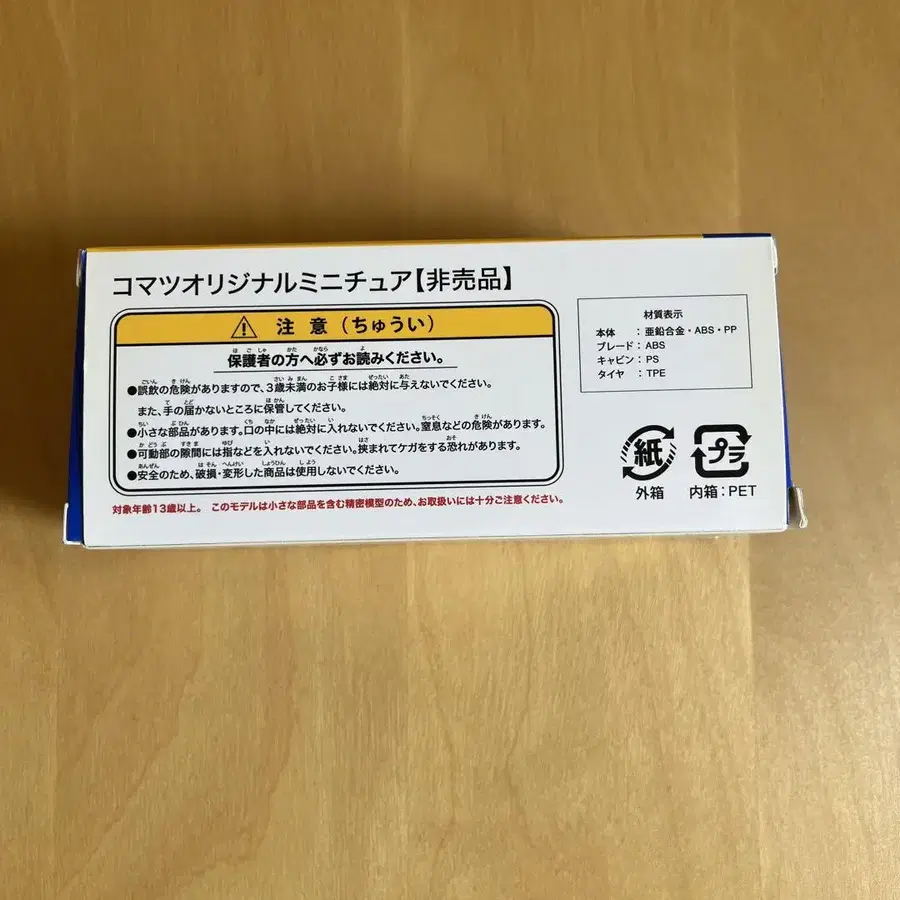 コマツオリジナルミニチュア【非売品】
注 意（ちゅうい）
保護者の方へ必ずお読みください。
●誤飲の危険がありますので、3歳未満のお子様には絶対に与えないでください。
また、手の届かないところに保管してください。
●小さな部品があります。口の中には絶対に入れないでください。窒息などの危険があります。
●可動部の隙間には指などを入れないでください。挟まれてケガをする恐れがあります。
●安全のため、破損・変形した商品は使用しないでください。
対象年齢13歳以上。 このモデルは小さな部品を含む精密模型のため、お取扱いには十分ご注意ください。
材質表示
本体 ：亜鉛合金・ABS・PP
ブレード：ABS
キャビン：PS
タイヤ ：TPE
紙
外箱
プラ
内箱：PET